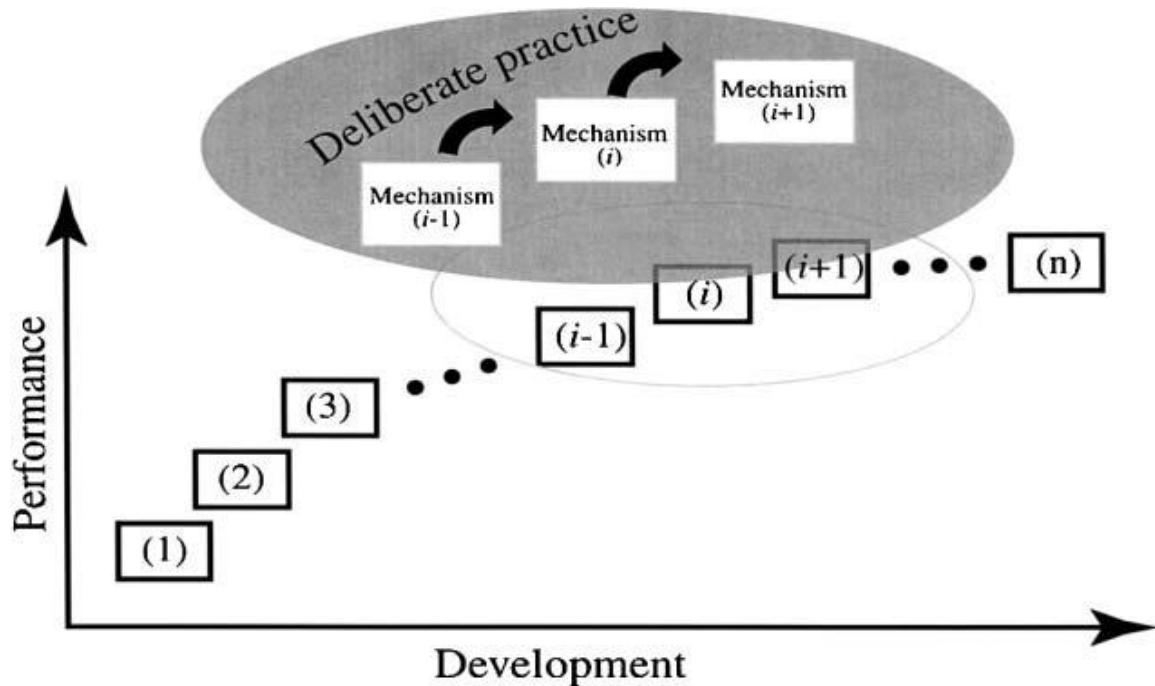 Deliberate practice
Mechanism
(i+1)
Mechanism
(i)
Mechanism
(i-1)
(n)
(i+1)
(i)
(i-1)
(3)
(2)
(1)
Performance
Development